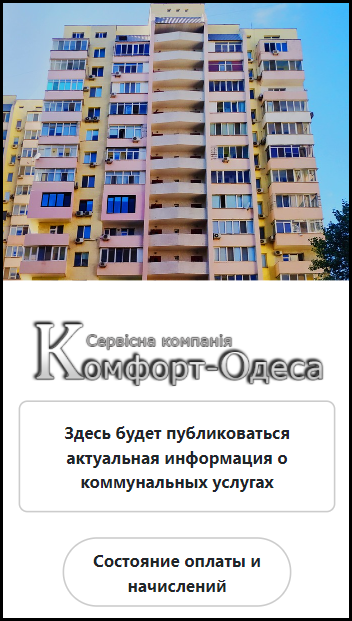 Сервісна компанія
Комфорт-Одеса
Здесь будет публиковаться
актуальная информация о
коммунальных услугах
Состояние оплаты и
начислений